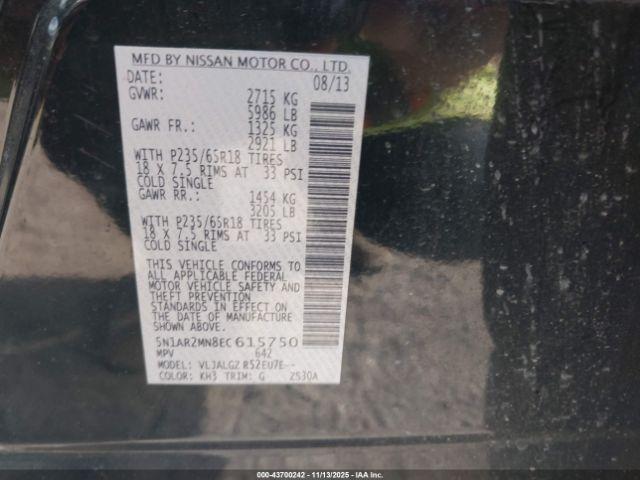 MFD BY NISSAN MOTOR CO., LTD.
DATE: 08/13
GVWR: 2715 KG
5986 LB
GAWR FR.: 1325 KG
2921 LB
WITH P235/65R18 TIRES
18 X 7.5 RIMS AT 33 PSI
COLD SINGLE
GAWR RR.: 1454 KG
3205 LB
WITH P235/65R18 TIRES
18 X 7.5 RIMS AT 33 PSI
COLD SINGLE
THIS VEHICLE CONFORMS TO
ALL APPLICABLE FEDERAL
MOTOR VEHICLE SAFETY AND
THEFT PREVENTION
STANDARDS IN EFFECT ON
THE DATE OF MANUFACTURE
SHOWN ABOVE.
5N1AR2MN8EC615750
MPV 642
MODEL: VLJALGZ R52EU7E--
COLOR: KH3 TRIM: G 2S30A
000-43700242 - 11/13/2025 - IAA Inc.